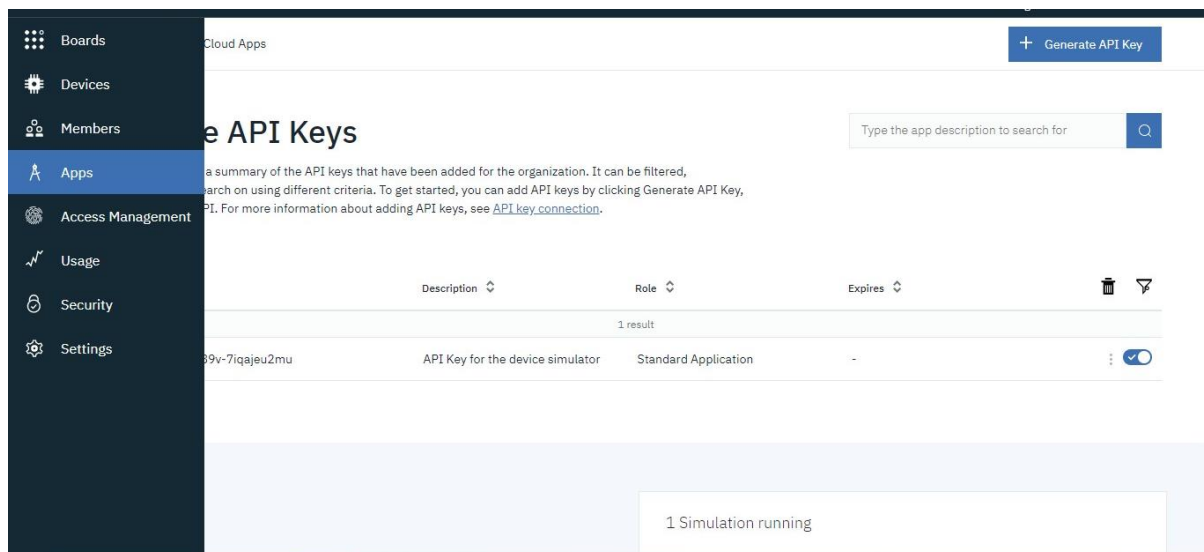 Boards
Devices
Members
Apps
Access Management
Usage
Security
Settings
Cloud Apps
+ Generate API Key
e API Keys
Type the app description to search for
a summary of the API keys that have been added for the organization. It can be filtered,
earch on using different criteria. To get started, you can add API keys by clicking Generate API Key,
PI. For more information about adding API keys, see API key connection.
Description Role Expires
1 result
39v-7iqajeu2mu API Key for the device simulator Standard Application -
1 Simulation running